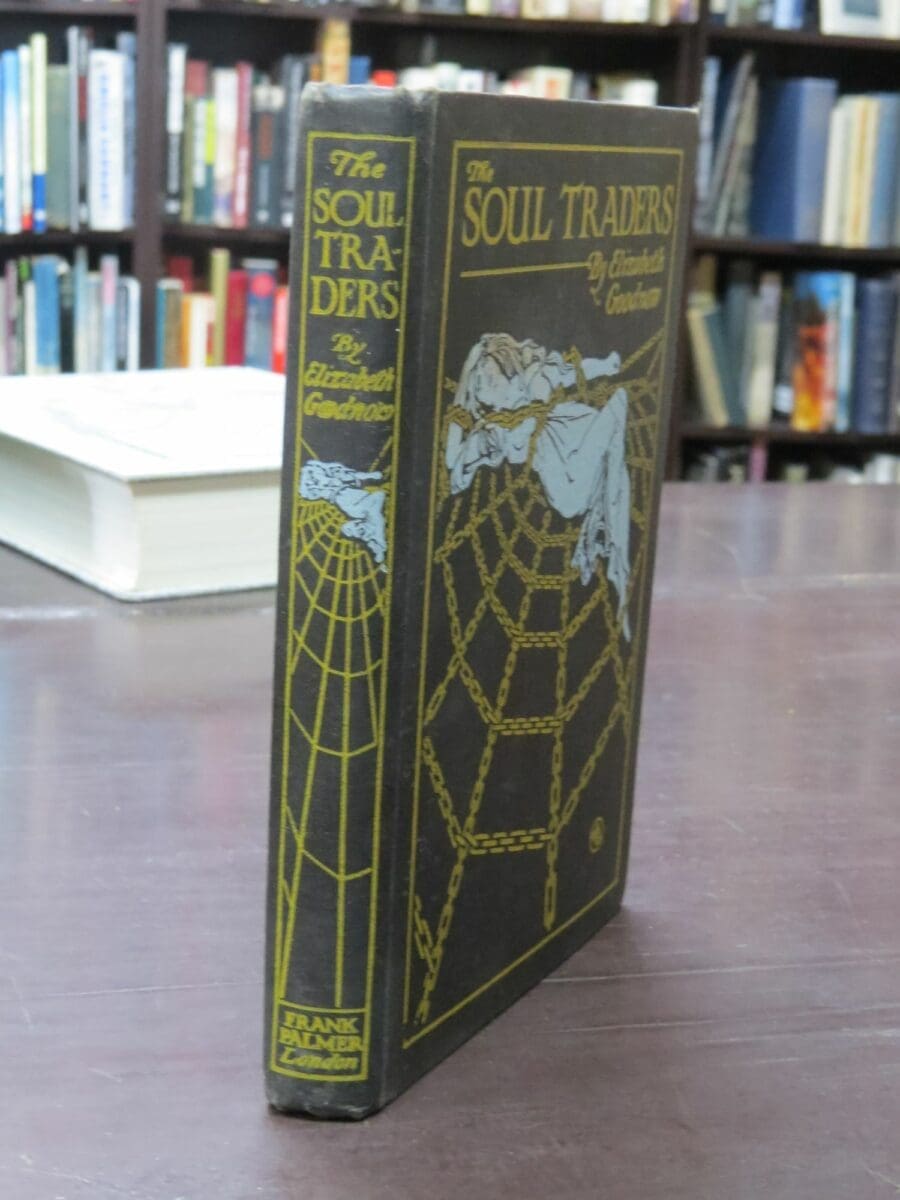 The
SOUL
TRA-
DERS
By
Elizabeth
Goodnow
FRANK
PALMER
London
The
SOUL TRADERS
By Elizabeth
Goodnow